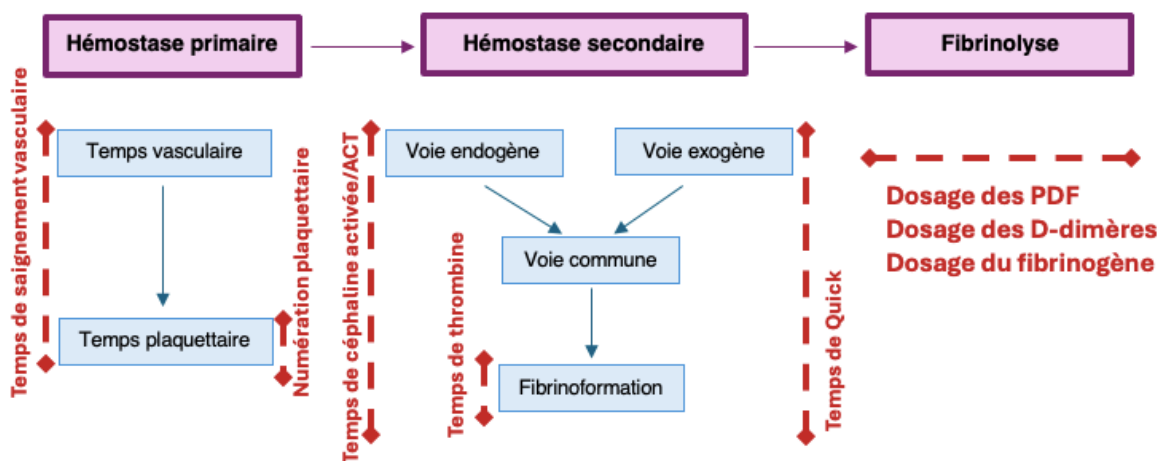 Hémostase primaire
Hémostase secondaire
Fibrinolyse
Temps de saignement vasculaire
Temps vasculaire
Temps plaquettaire
Numération plaquettaire
Temps de céphaline activée/ACT
Voie endogène
Voie exogène
Voie commune
Temps de thrombine
Fibrinoformation
Temps de Quick
Dosage des PDF
Dosage des D-dimères
Dosage du fibrinogène